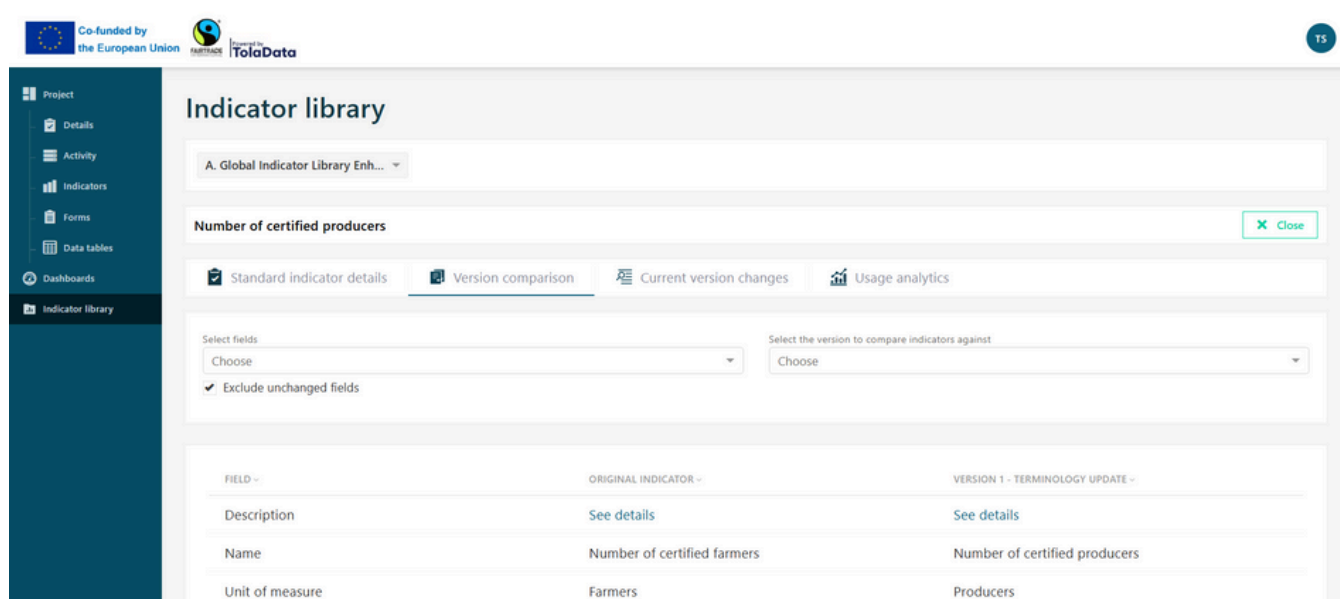 Co-funded by
the European Union
FAIRTRADE
Powered by
TolaData
TS
Project
Details
Activity
Indicators
Forms
Data tables
Dashboards
Indicator library
Indicator library
A. Global Indicator Library Enh...
Number of certified producers
Close
Standard indicator details Version comparison Current version changes Usage analytics
Select fields Select the version to compare indicators against
Choose Choose
Exclude unchanged fields
FIELD ORIGINAL INDICATOR VERSION 1 - TERMINOLOGY UPDATE
Description See details See details
Name Number of certified farmers Number of certified producers
Unit of measure Farmers Producers